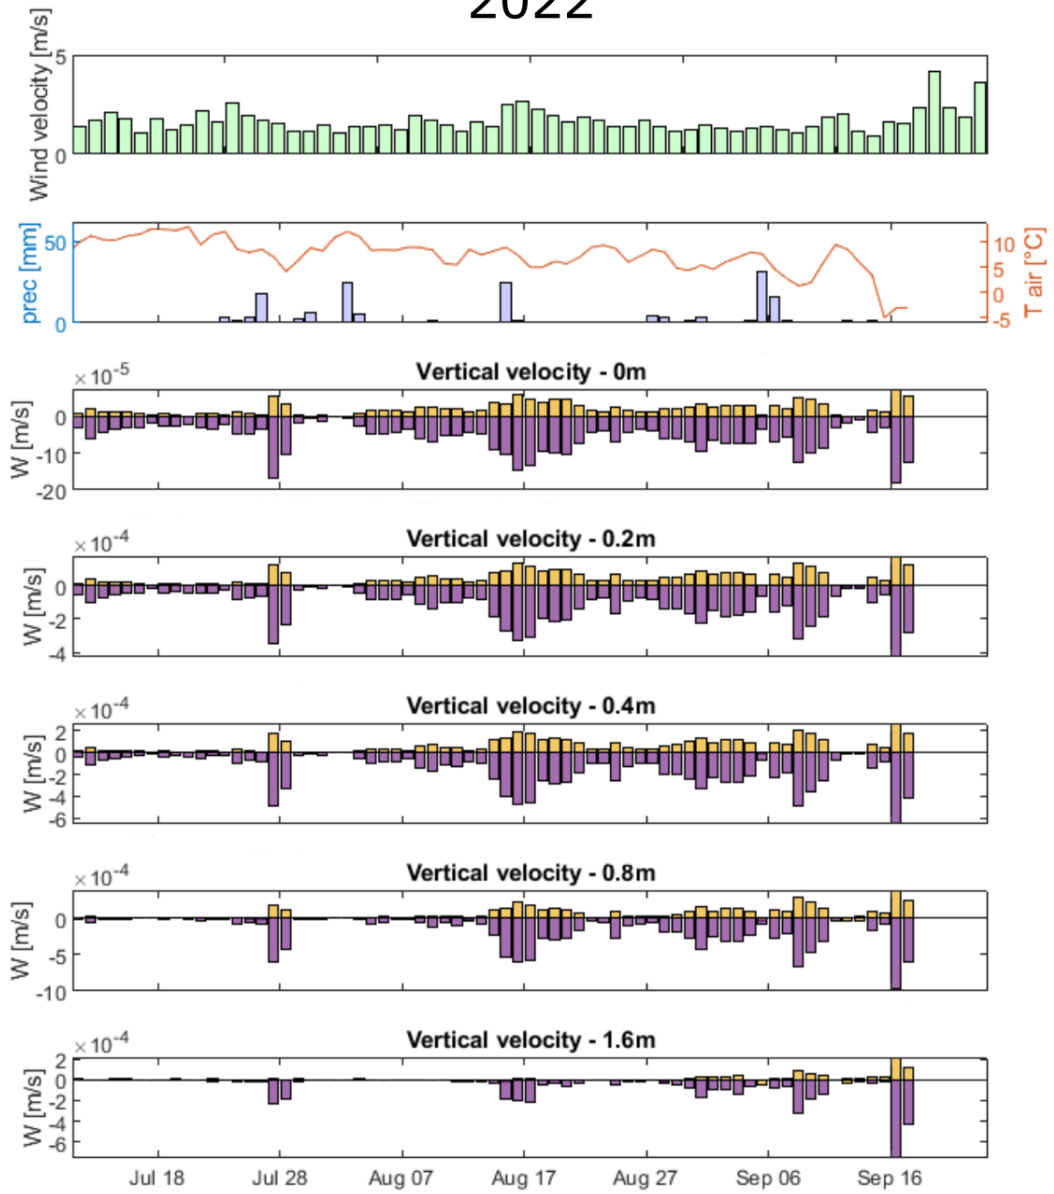 2022
Wind velocity [m/s]
5
0
prec [mm]
50
0
T air [°C]
10
5
0
-5
Vertical velocity - 0m
×10-5
W [m/s]
0
-10
-20
Vertical velocity - 0.2m
×10-4
W [m/s]
0
-2
-4
Vertical velocity - 0.4m
×10-4
W [m/s]
2
0
-2
-4
-6
Vertical velocity - 0.8m
×10-4
W [m/s]
0
-5
-10
Vertical velocity - 1.6m
×10-4
W [m/s]
2
0
-2
-4
-6
Jul 18 Jul 28 Aug 07 Aug 17 Aug 27 Sep 06 Sep 16